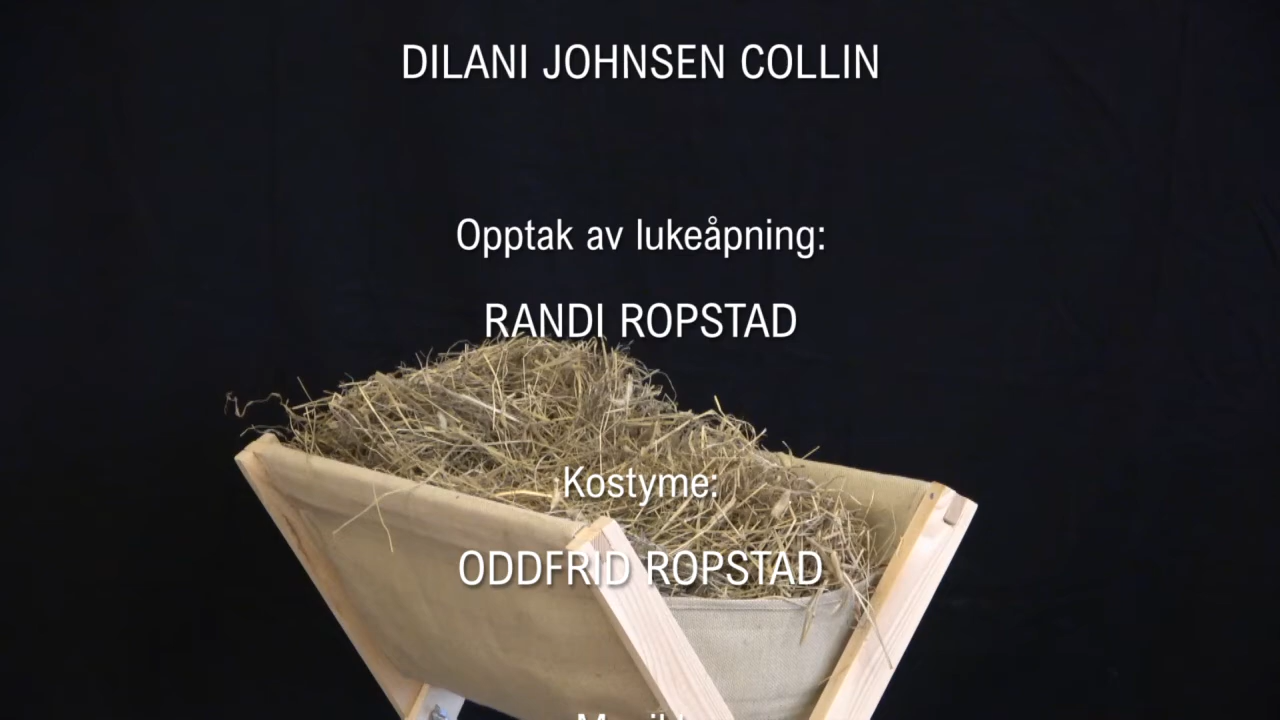 DILANI JOHNSEN COLLIN
Opptak av lukeåpning:
RANDI ROPSTAD
Kostyme:
ODDFRID ROPSTAD